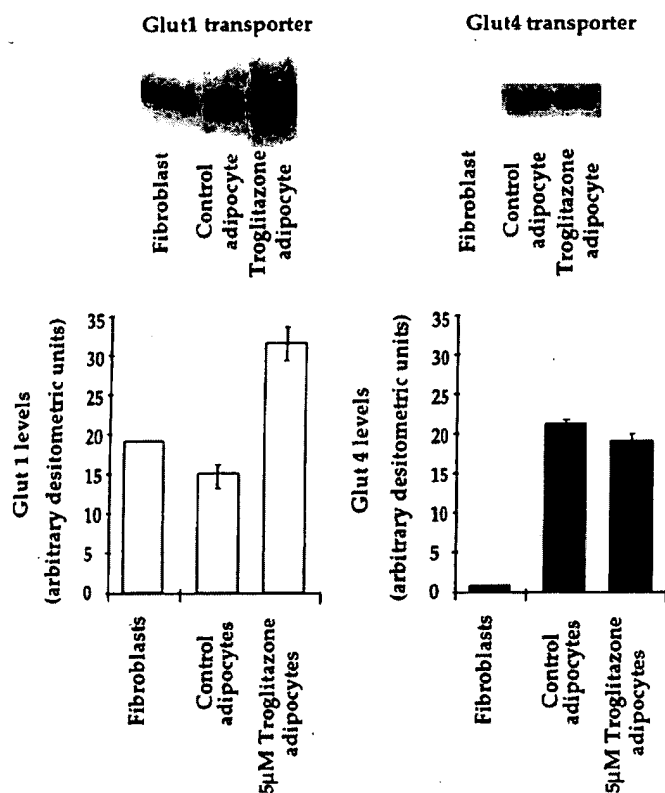 Glut1 transporter
Glut4 transporter
Fibroblast
Control
adipocyte
Troglitazone
adipocyte
Fibroblast
Control
adipocyte
Troglitazone
adipocyte
Glut 1 levels
(arbitrary desitometric units)
35
30
25
20
15
10
5
0
Fibroblasts
Control
adipocytes
5µM Troglitazone
adipocytes
Glut 4 levels
(arbitrary desitometric units)
35
30
25
20
15
10
5
0
Fibroblasts
Control
adipocytes
5µM Troglitazone
adipocytes